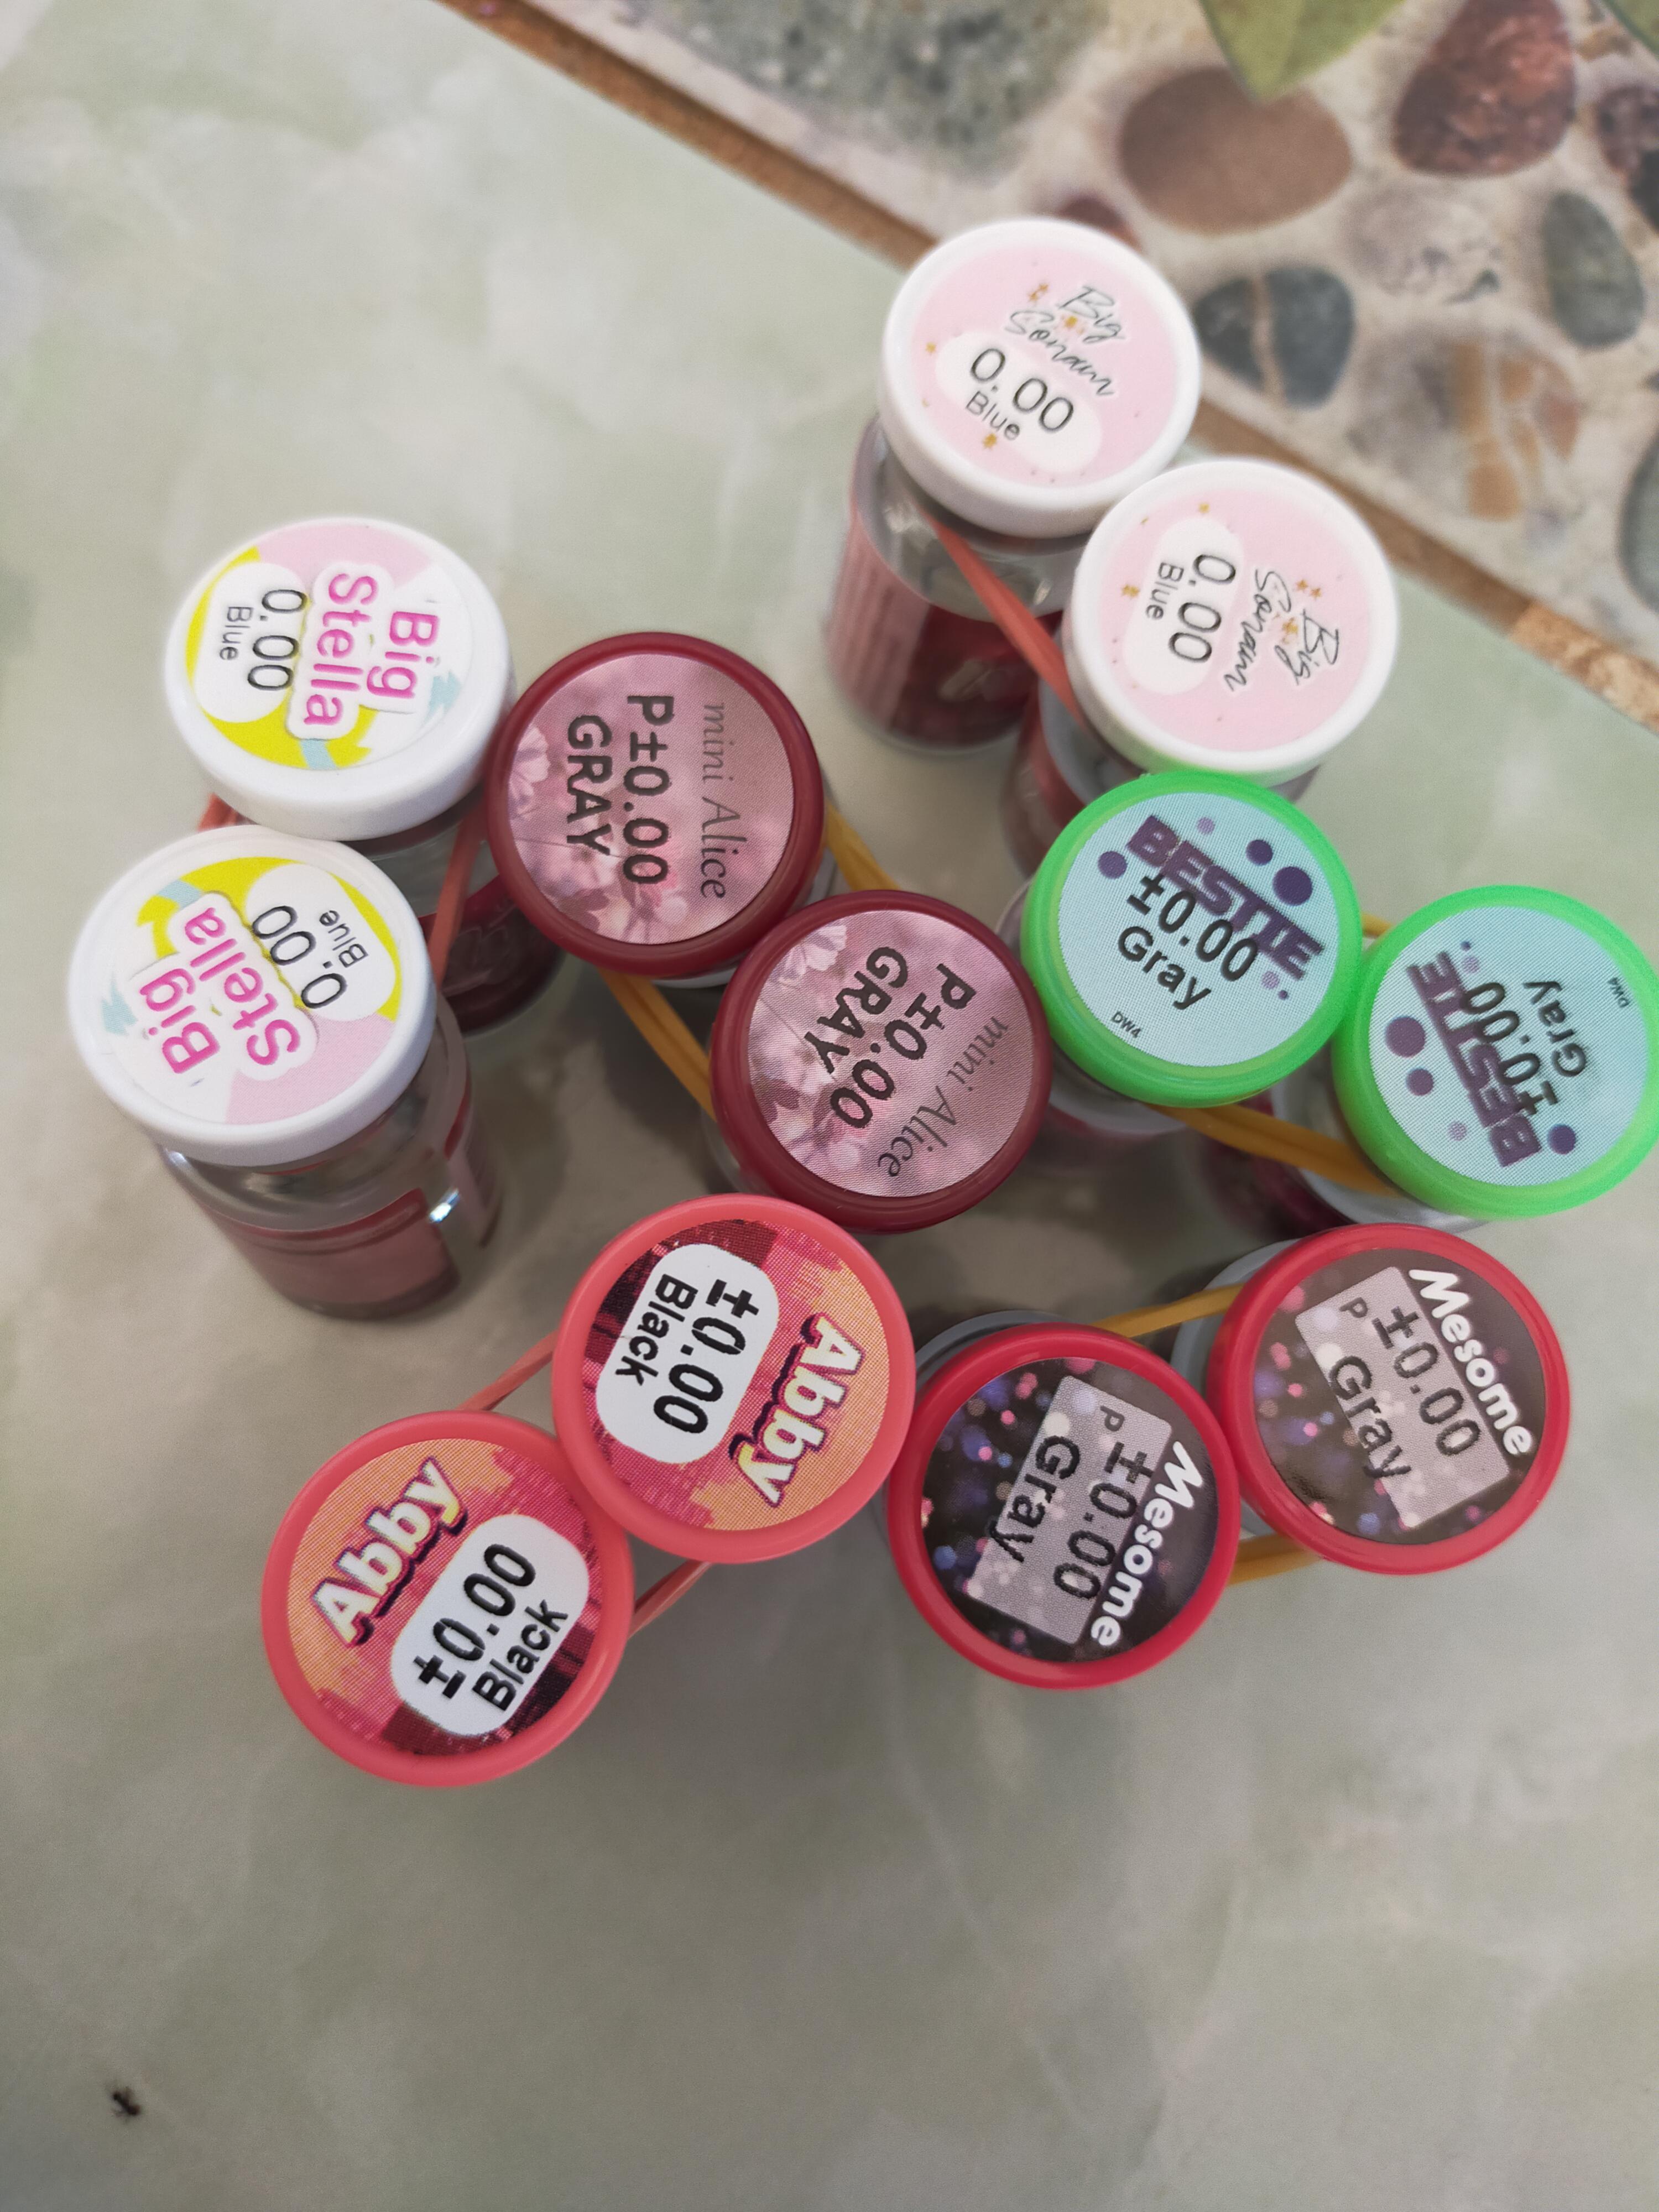 Big
Sonam
0.00
Blue
Big
Sonam
0.00
Blue
Big
Stella
0.00
Blue
mini Alice
P±0.00
GRAY
BESTIE
±0.00
Gray
DW4
Big
Stella
0.00
Blue
mini Alice
P±0.00
GRAY
BESTIE
±0.00
Gray
DW4
Abby
±0.00
Black
Mesome
P ±0.00
Gray
Mesome
P ±0.00
Gray
Abby
±0.00
Black